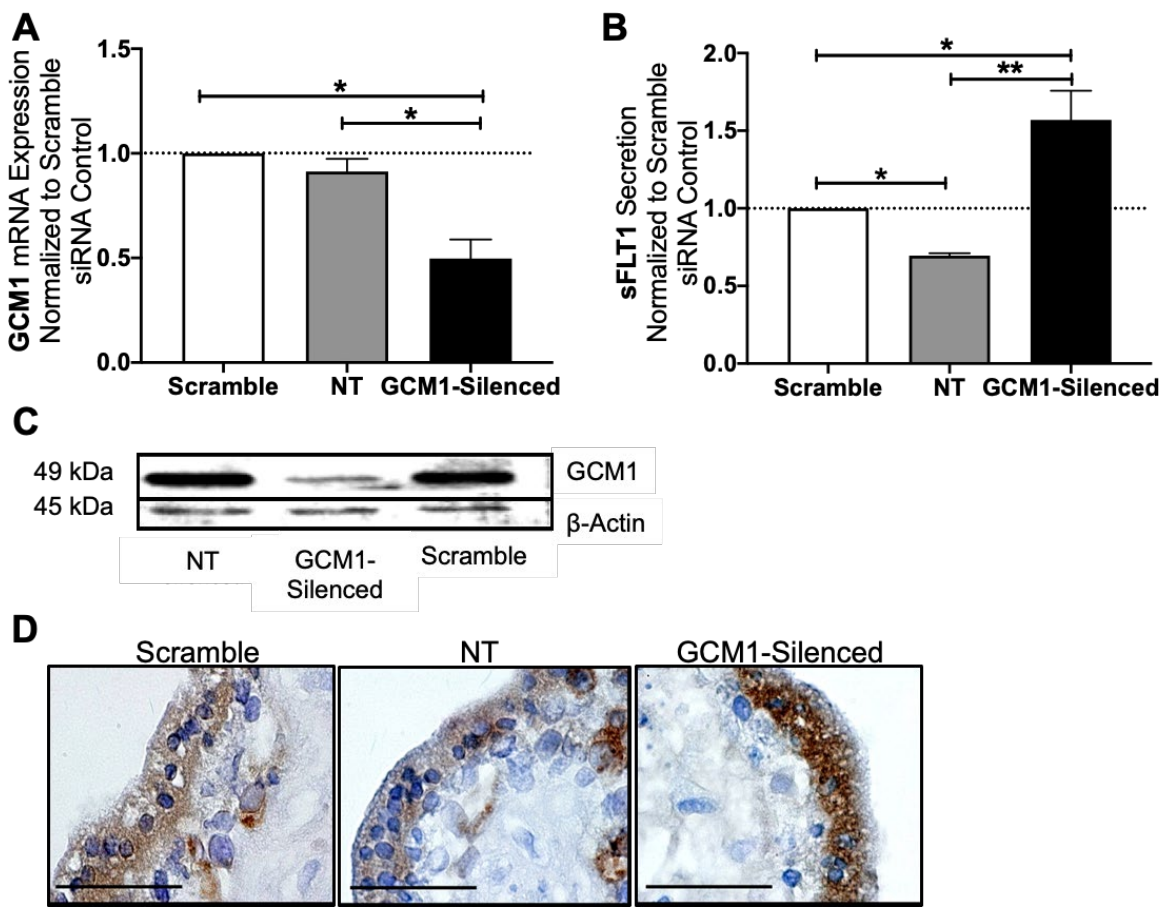 A
GCM1 mRNA Expression
Normalized to Scramble
siRNA Control
1.5
1.0
0.5
0.0
*
*
Scramble NT GCM1-Silenced
B
sFLT1 Secretion
Normalized to Scramble
siRNA Control
2.0
1.5
1.0
0.5
0.0
*
**
*
Scramble NT GCM1-Silenced
C
49 kDa
45 kDa
GCM1
β-Actin
NT
GCM1-
Silenced
Scramble
D
Scramble NT GCM1-Silenced